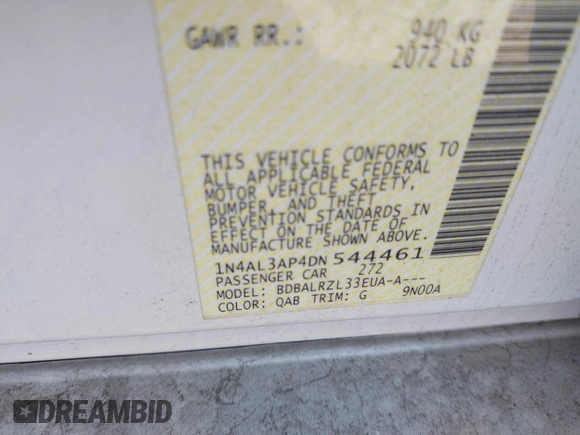 GAWR RR.: 940 KG
2072 LB
THIS VEHICLE CONFORMS TO
ALL APPLICABLE FEDERAL
MOTOR VEHICLE SAFETY,
BUMPER, AND THEFT
PREVENTION STANDARDS IN
EFFECT ON THE DATE OF
MANUFACTURE SHOWN ABOVE.
1N4AL3AP4DN544461
PASSENGER CAR 272
MODEL: BDBALRZL33EUA-A---
COLOR: QAB TRIM: G 9N00A
DREAMBID